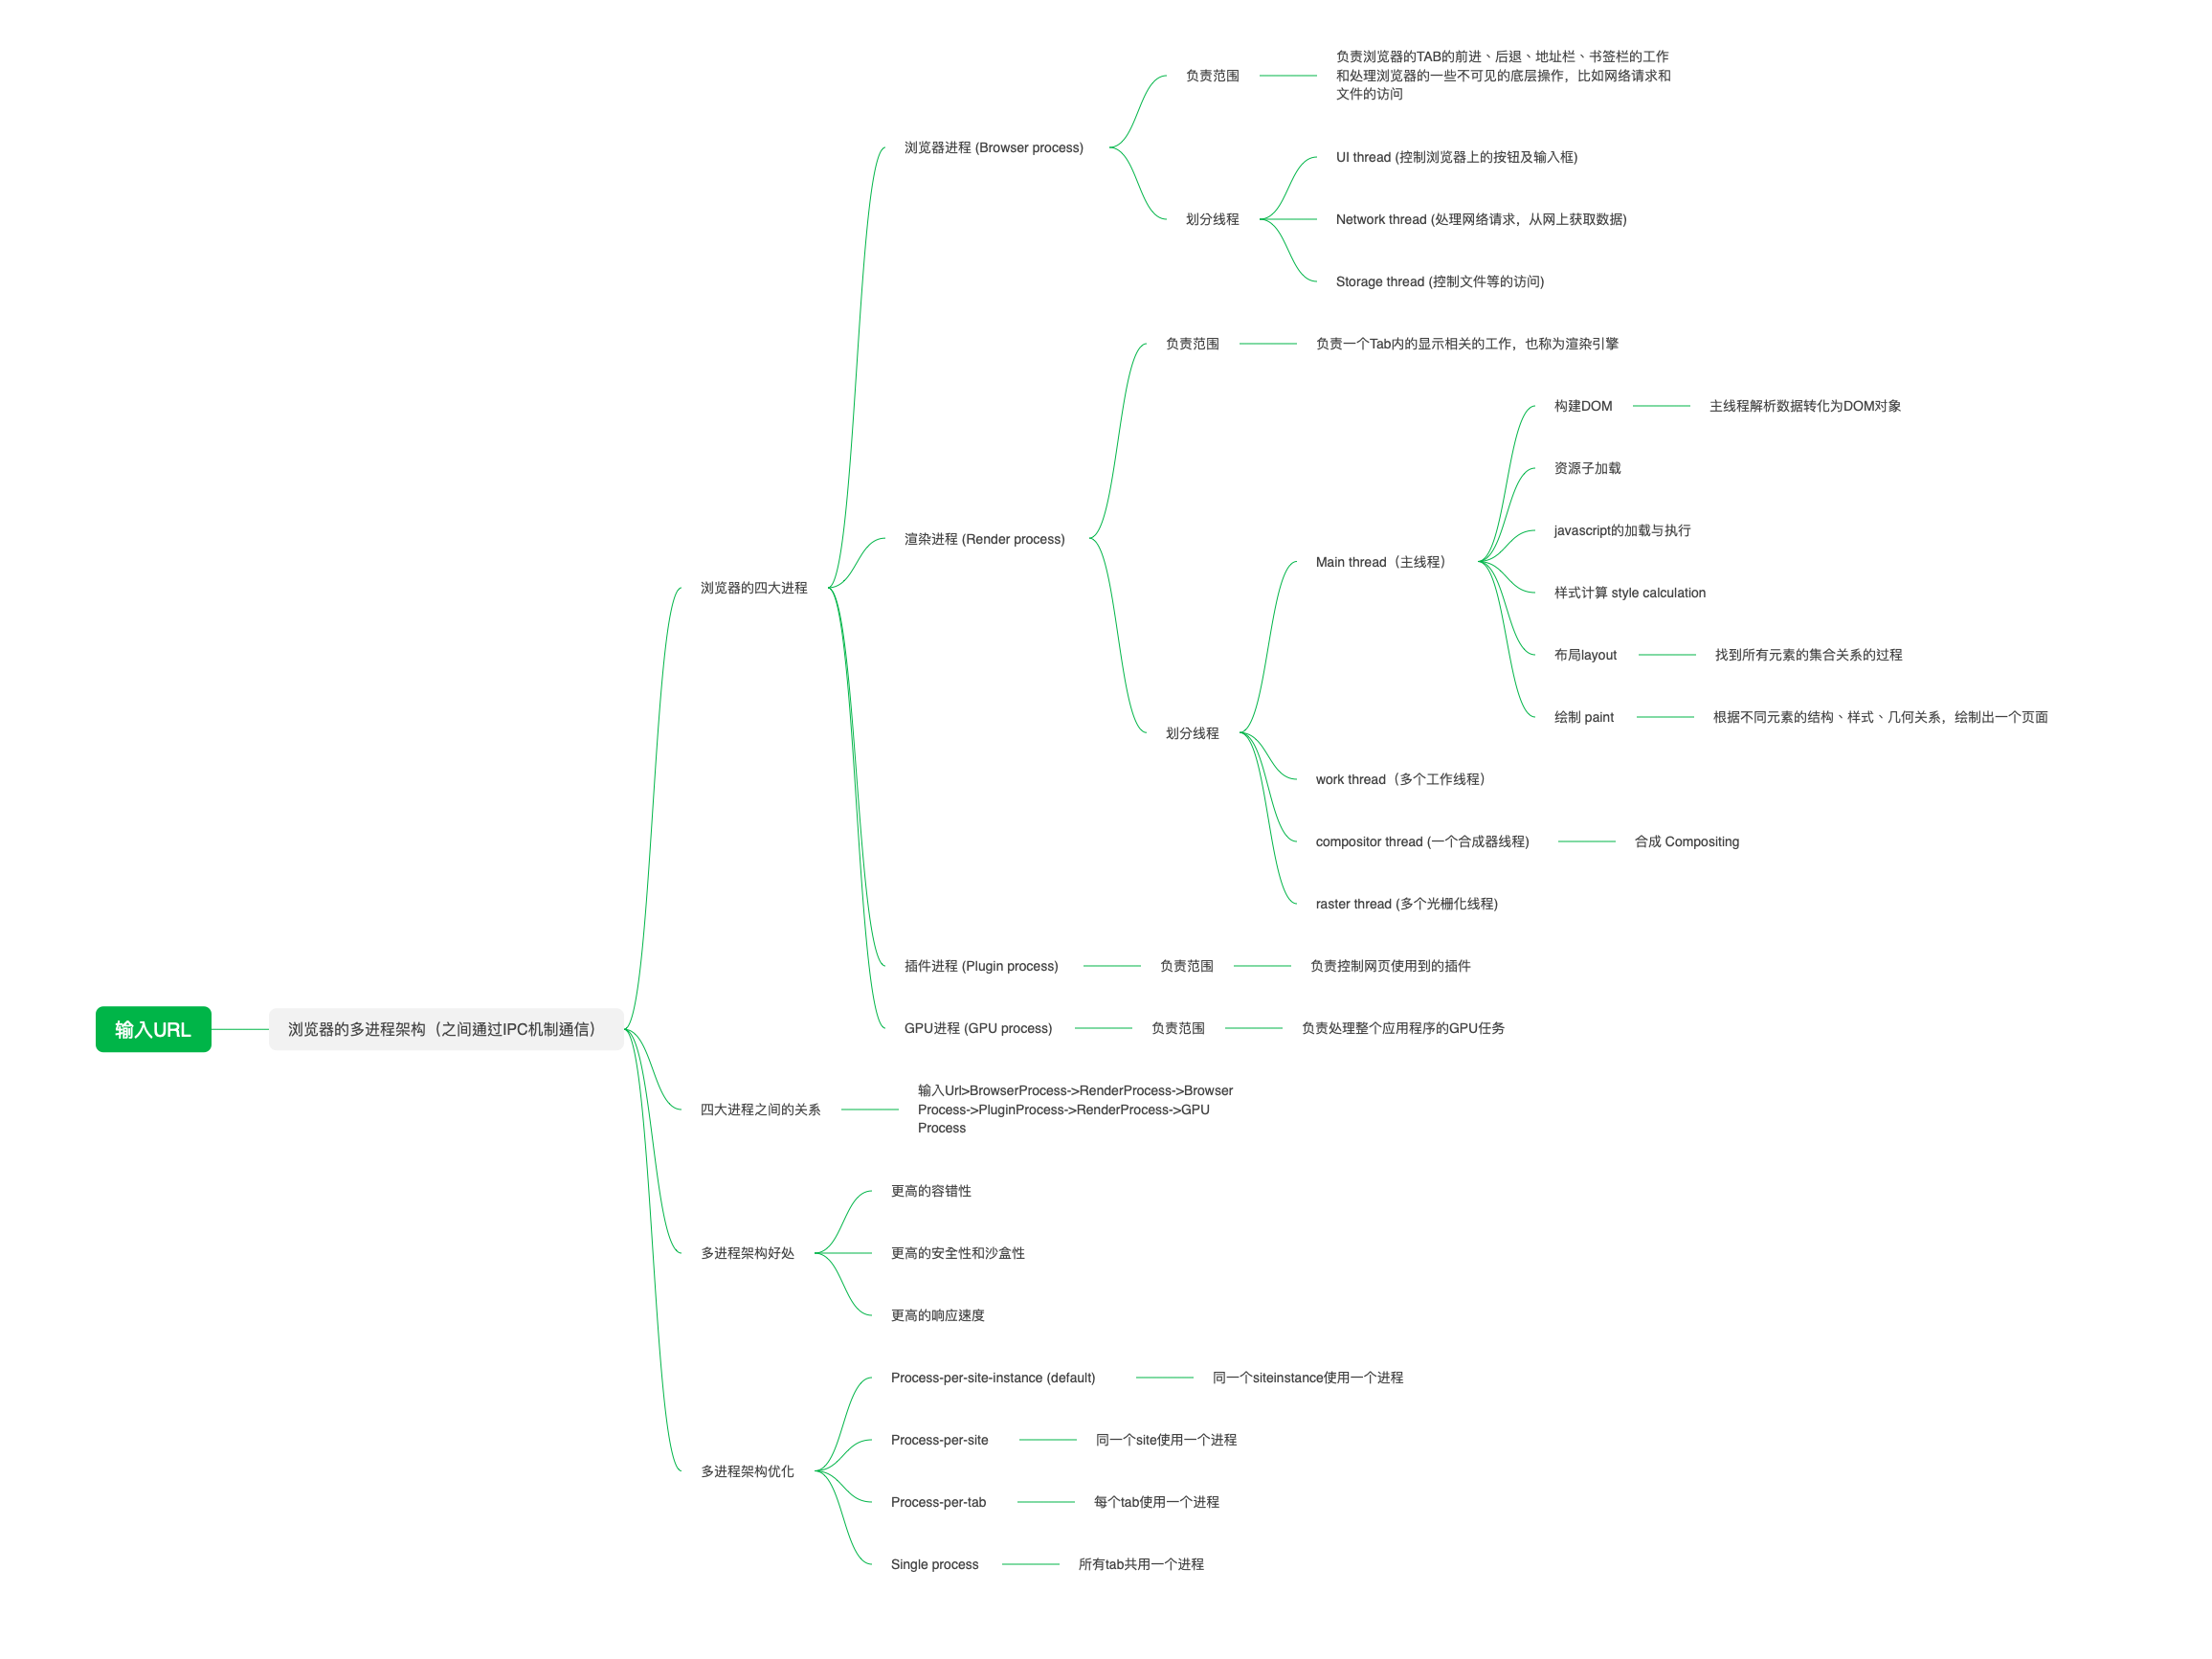 输入URL
浏览器的多进程架构（之间通过IPC机制通信）
浏览器的四大进程
浏览器进程 (Browser process)
负责范围
负责浏览器的TAB的前进、后退、地址栏、书签栏的工作
和处理浏览器的一些不可见的底层操作，比如网络请求和
文件的访问
划分线程
UI thread (控制浏览器上的按钮及输入框)
Network thread (处理网络请求，从网上获取数据)
Storage thread (控制文件等的访问)
渲染进程 (Render process)
负责范围
负责一个Tab内的显示相关的工作，也称为渲染引擎
划分线程
Main thread（主线程）
构建DOM
主线程解析数据转化为DOM对象
资源子加载
javascript的加载与执行
样式计算 style calculation
布局layout
找到所有元素的集合关系的过程
绘制 paint
根据不同元素的结构、样式、几何关系，绘制出一个页面
work thread（多个工作线程）
compositor thread (一个合成器线程)
合成 Compositing
raster thread (多个光栅化线程)
插件进程 (Plugin process)
负责范围
负责控制网页使用到的插件
GPU进程 (GPU process)
负责范围
负责处理整个应用程序的GPU任务
四大进程之间的关系
输入Url>BrowserProcess->RenderProcess->Browser
Process->PluginProcess->RenderProcess->GPU
Process
多进程架构好处
更高的容错性
更高的安全性和沙盒性
更高的响应速度
多进程架构优化
Process-per-site-instance (default)
同一个siteinstance使用一个进程
Process-per-site
同一个site使用一个进程
Process-per-tab
每个tab使用一个进程
Single process
所有tab共用一个进程